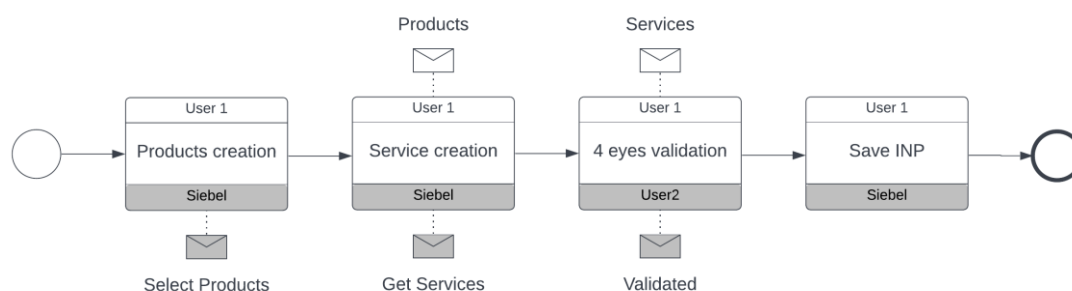 Products
Services
User 1
User 1
User 1
User 1
Products creation
Service creation
4 eyes validation
Save INP
Siebel
Siebel
User2
Siebel
Select Products
Get Services
Validated